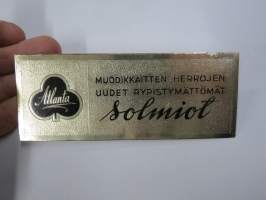 Atlanta
MUODIKKAITTEN HERROJEN
UUDET RYPISTYMÄTTÖMÄT
solmiot